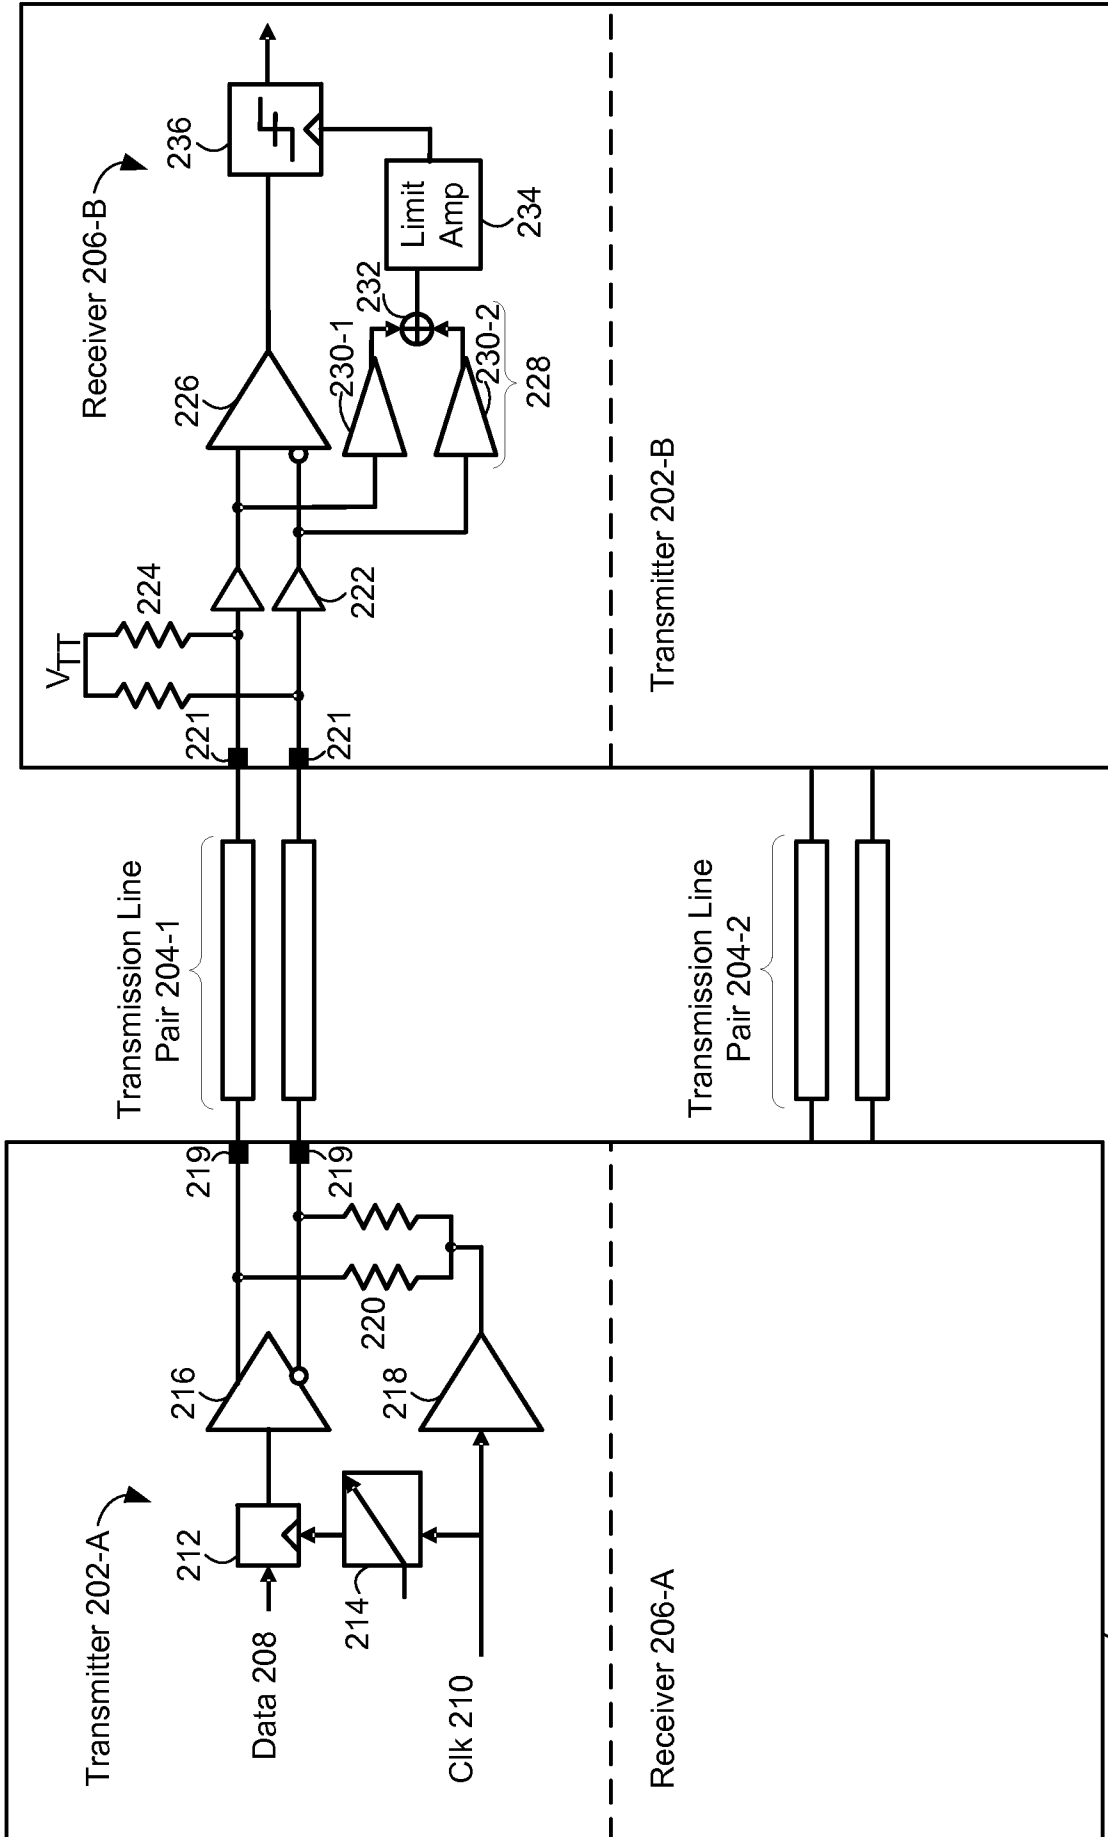 Transmitter 202-A
Data 208
Clk 210
212
214
216
218
220
219
219
Transmission Line
Pair 204-1
221
221
VTT
224
222
Receiver 206-B
226
230-1
230-2
228
232
Limit
Amp
234
236
Receiver 206-A
Transmission Line
Pair 204-2
Transmitter 202-B